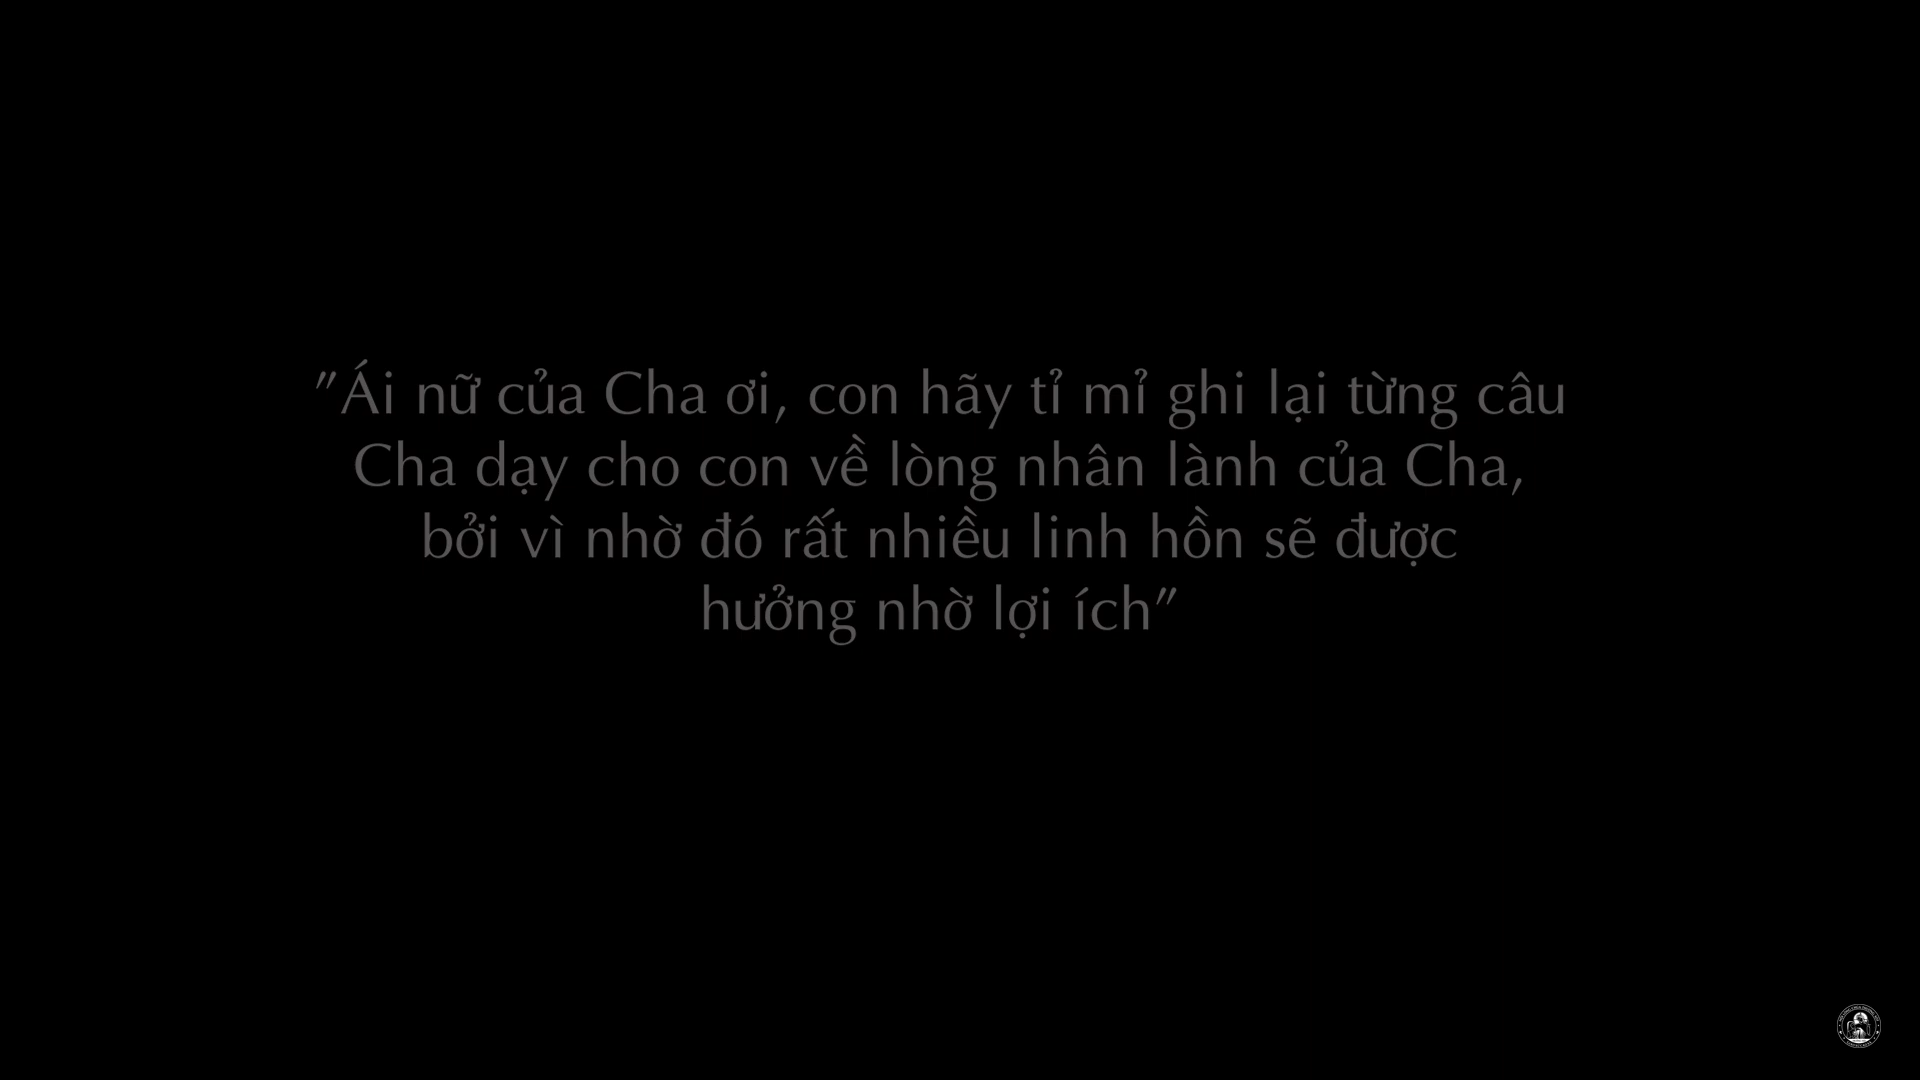 "Ái nữ của Cha ơi, con hãy tỉ mỉ ghi lại từng câu
Cha dạy cho con về lòng nhân lành của Cha,
bởi vì nhờ đó rất nhiều linh hồn sẽ được
hưởng nhờ lợi ích"